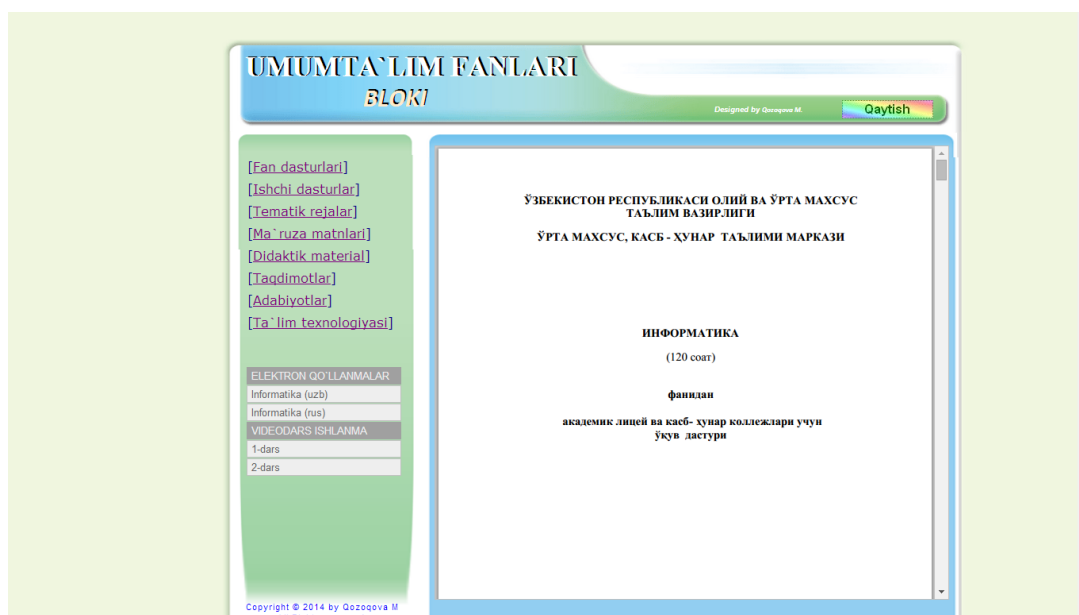 UMUMTA`LIM FANLARI
BLOKI
Designed by Qozoqova M.
Qaytish
[Fan dasturlari]
[Ishchi dasturlar]
[Tematik rejalar]
[Ma`ruza matnlari]
[Didaktik material]
[Taqdimotlar]
[Adabiyotlar]
[Ta`lim texnologiyasi]
ELEKTRON QO'LLANMALAR
Informatika (uzb)
Informatika (rus)
VIDEODARS ISHLANMA
1-dars
2-dars
Copyright © 2014 by Qozoqova M
ЎЗБЕКИСТОН РЕСПУБЛИКАСИ ОЛИЙ ВА ЎРТА МАХСУС
ТАЪЛИМ ВАЗИРЛИГИ
ЎРТА МАХСУС, КАСБ - ҲУНАР ТАЪЛИМИ МАРКАЗИ
ИНФОРМАТИКА
(120 соат)
фанидан
академик лицей ва касб- ҳунар коллежлари учун
ўқув дастури